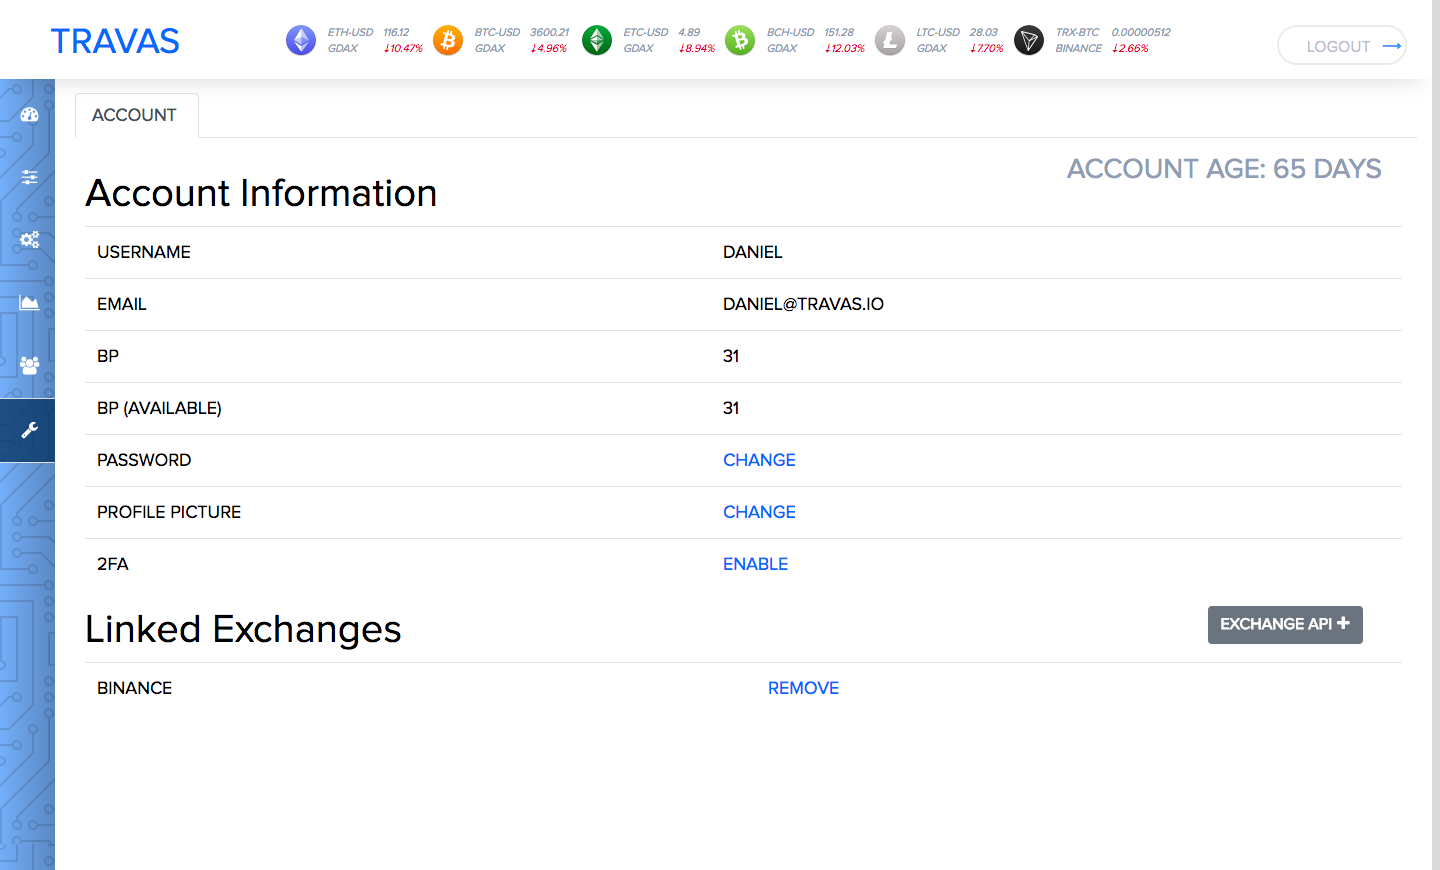 TRAVAS
ETH-USD 116.12
GDAX ↓10.47%
BTC-USD 3600.21
GDAX ↓4.96%
ETC-USD 4.89
GDAX ↓8.94%
BCH-USD 151.28
GDAX ↓12.03%
LTC-USD 28.03
GDAX ↓7.70%
TRX-BTC 0.00000512
BINANCE ↓2.66%
LOGOUT →
ACCOUNT
ACCOUNT AGE: 65 DAYS
Account Information
USERNAME DANIEL
EMAIL DANIEL@TRAVAS.IO
BP 31
BP (AVAILABLE) 31
PASSWORD CHANGE
PROFILE PICTURE CHANGE
2FA ENABLE
Linked Exchanges
EXCHANGE API +
BINANCE REMOVE